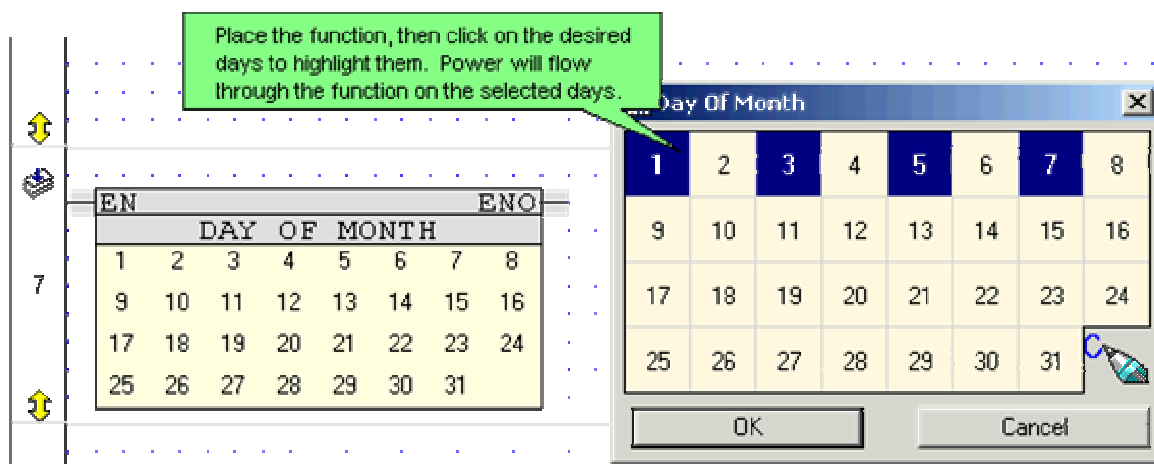 Place the function, then click on the desired
days to highlight them. Power will flow
through the function on the selected days.
Day Of Month
1 2 3 4 5 6 7 8
9 10 11 12 13 14 15 16
17 18 19 20 21 22 23 24
25 26 27 28 29 30 31
OK Cancel
7
EN ENO
DAY OF MONTH
1 2 3 4 5 6 7 8
9 10 11 12 13 14 15 16
17 18 19 20 21 22 23 24
25 26 27 28 29 30 31